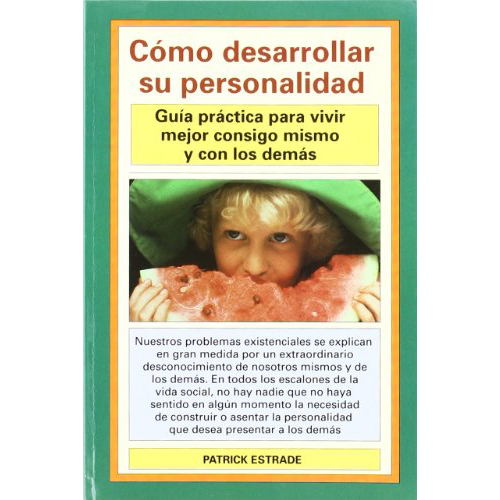 Cómo desarrollar
su personalidad
Guía práctica para vivir
mejor consigo mismo
y con los demás
Nuestros problemas existenciales se explican
en gran medida por un extraordinario
desconocimiento de nosotros mismos y de
los demás. En todos los escalones de la
vida social, no hay nadie que no haya
sentido en algún momento la necesidad
de construir o asentar la personalidad
que desea presentar a los demás
PATRICK ESTRADE